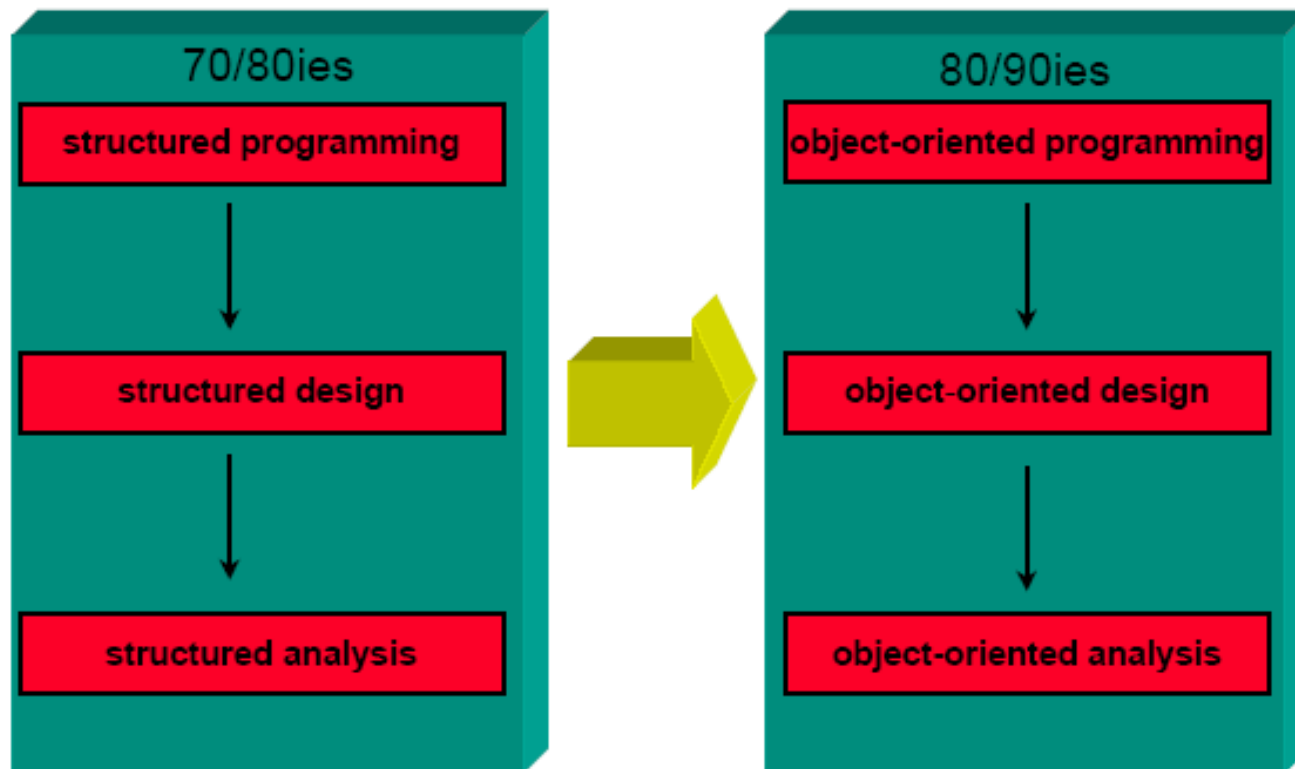 70/80ies
structured programming
structured design
structured analysis
80/90ies
object-oriented programming
object-oriented design
object-oriented analysis